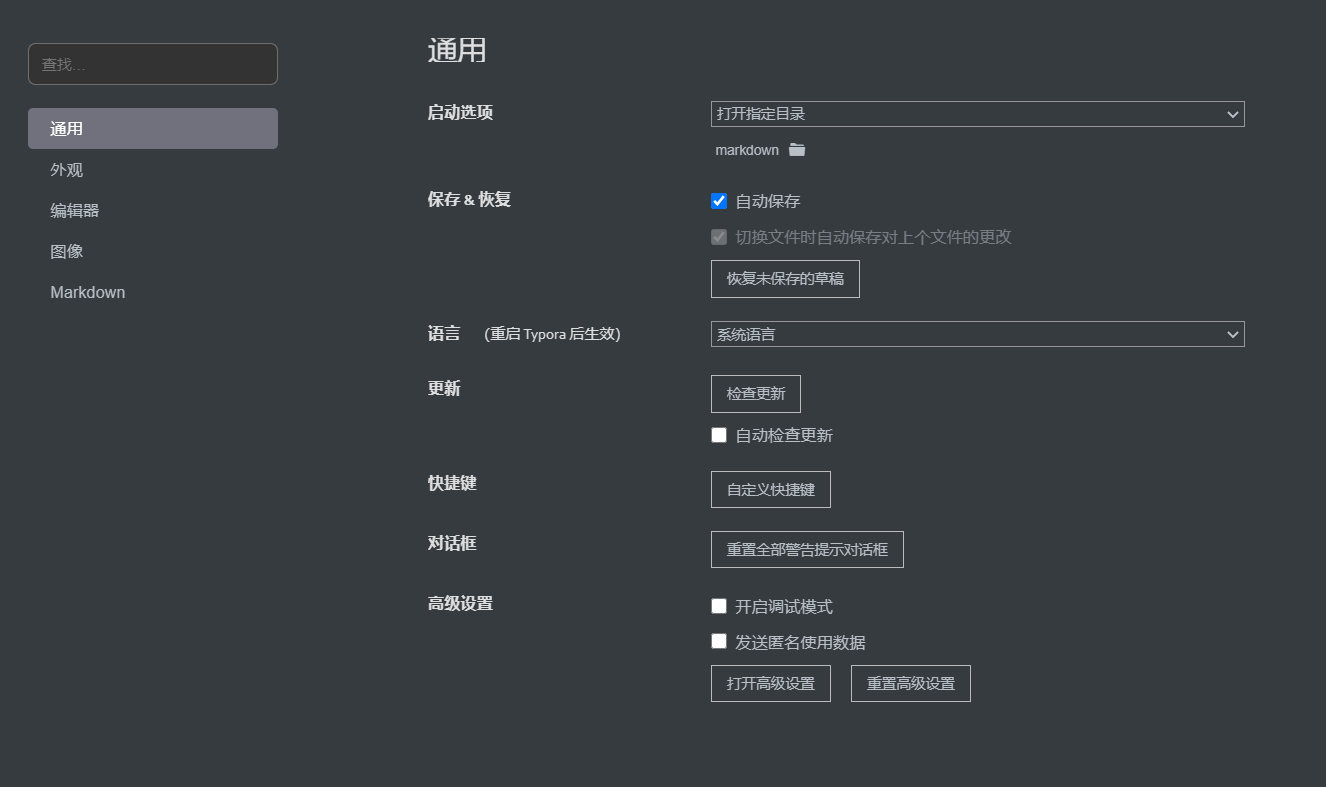 查找...
通用
外观
编辑器
图像
Markdown
通用
启动选项
打开指定目录
markdown
保存 & 恢复
自动保存
切换文件时自动保存对上个文件的更改
恢复未保存的草稿
语言 (重启 Typora 后生效)
系统语言
更新
检查更新
自动检查更新
快捷键
自定义快捷键
对话框
重置全部警告提示对话框
高级设置
开启调试模式
发送匿名使用数据
打开高级设置 重置高级设置